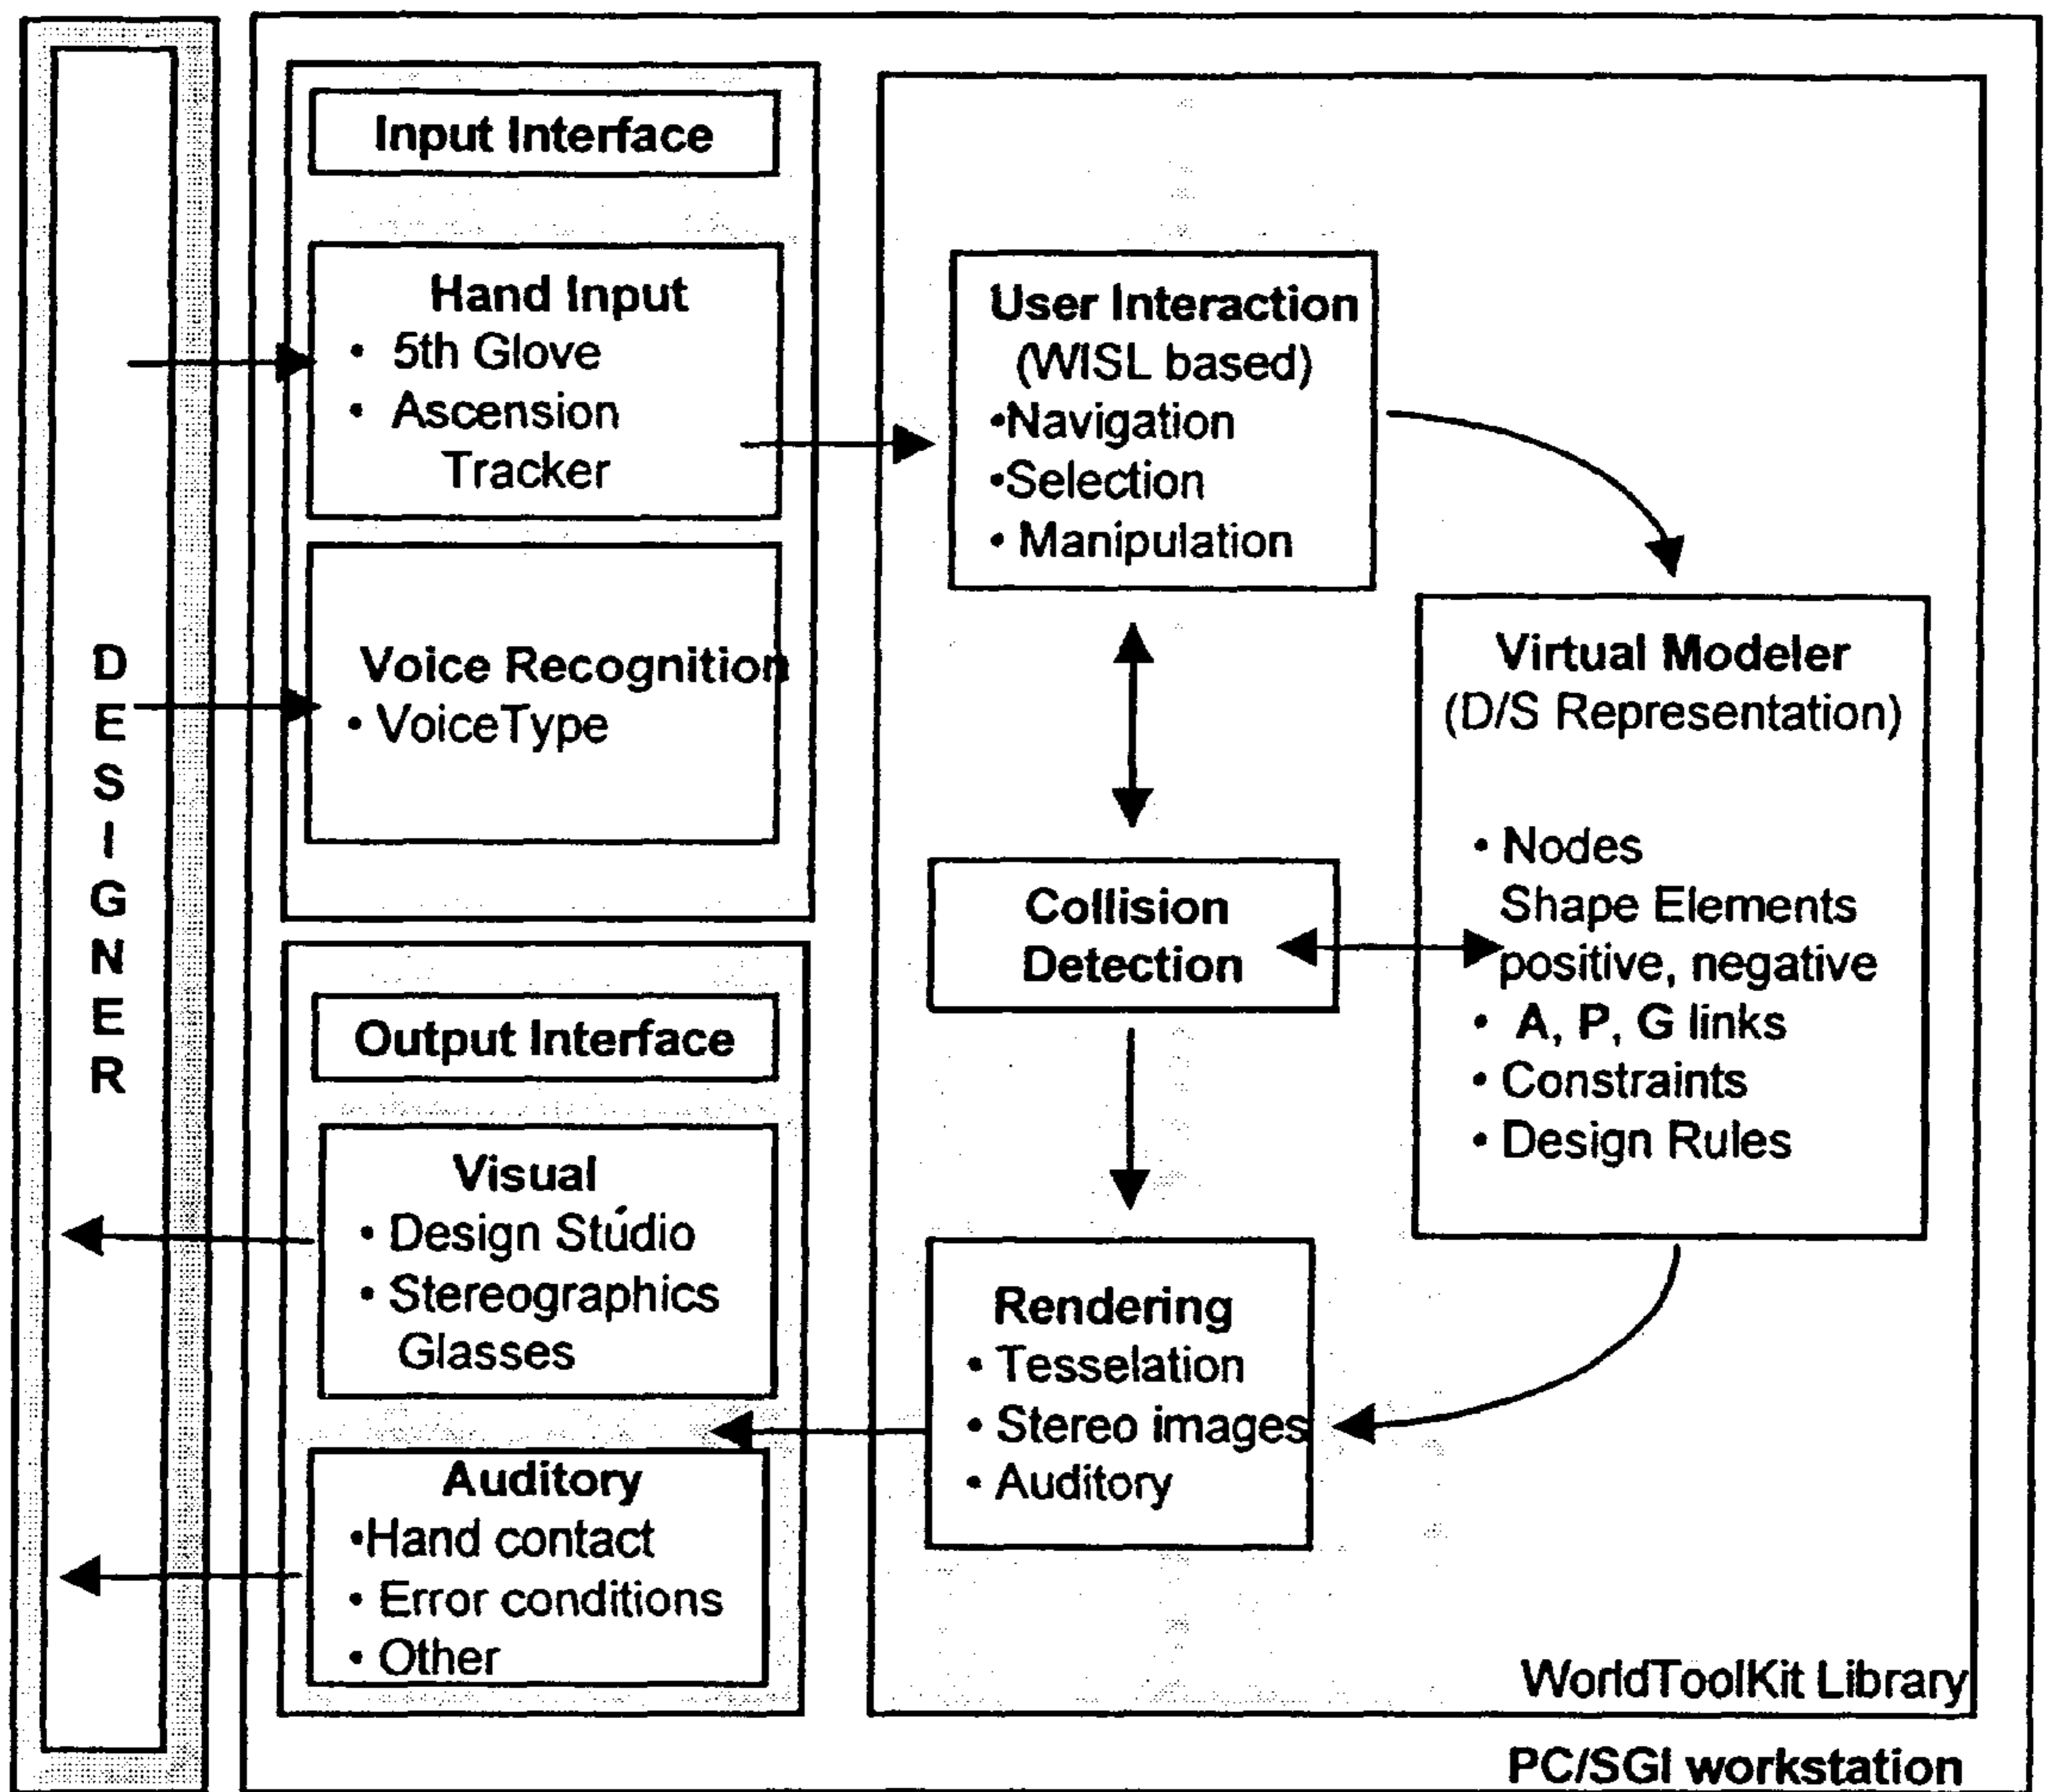 DESIGNER
Input Interface
Hand Input
• 5th Glove
• Ascension
Tracker
Voice Recognition
• VoiceType
Output Interface
Visual
• Design Studio
• Stereographics
Glasses
Auditory
•Hand contact
• Error conditions
• Other
User Interaction
(WISL based)
•Navigation
•Selection
• Manipulation
Collision
Detection
Rendering
• Tesselation
• Stereo images
• Auditory
Virtual Modeler
(D/S Representation)
• Nodes
Shape Elements
positive, negative
• A, P, G links
• Constraints
• Design Rules
WorldToolKit Library
PC/SGI workstation